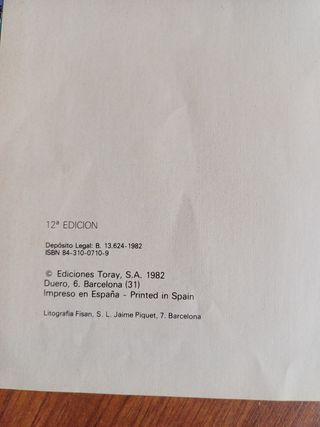 12ª EDICION
Depósito Legal: B. 13.624-1982
ISBN 84-310-0710-9
© Ediciones Toray, S.A. 1982
Duero, 6. Barcelona (31)
Impreso en España - Printed in Spain
Litografía Fisán, S. L. Jaime Piquet, 7. Barcelona